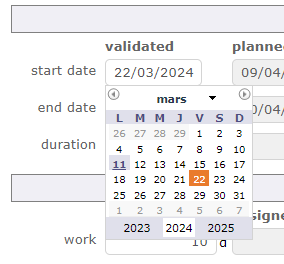 validated planne
start date 22/03/2024 09/04/
mars
end date 0/04/
L M M J V S D
26 27 28 29 1 2 3
4 5 6 7 8 9 10
duration
11 12 13 14 15 16 17
18 19 20 21 22 23 24
25 26 27 28 29 30 31
1 2 3 4 5 6 7
signe
2023 2024 2025
work 10 d